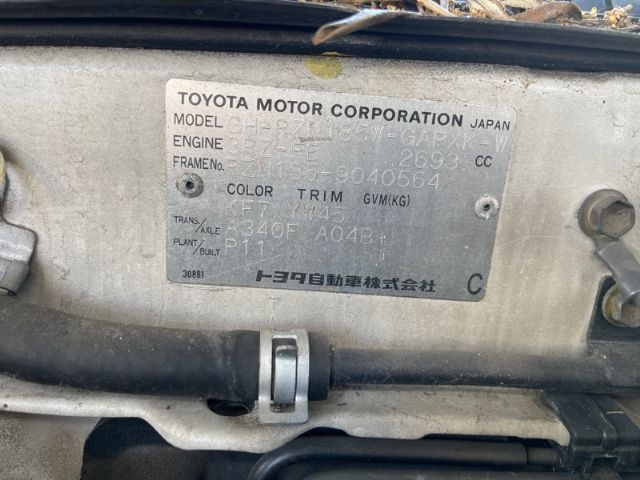 TOYOTA MOTOR CORPORATION JAPAN
MODEL GH-RZN185W-GAPZK-W
ENGINE 3RZ-FE 2693 CC
FRAME No. RZN185-9040564
COLOR TRIM GVM(KG)
KF7 YW45
TRANS./AXLE A340F A04B
PLANT/BUILT P11
30881 トヨタ自動車株式会社 C